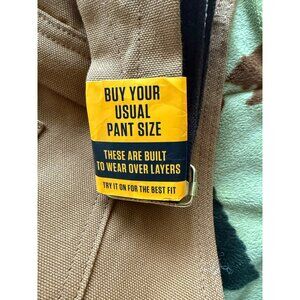 BUY YOUR
USUAL
PANT SIZE
THESE ARE BUILT
TO WEAR OVER LAYERS
TRY IT ON FOR THE BEST FIT